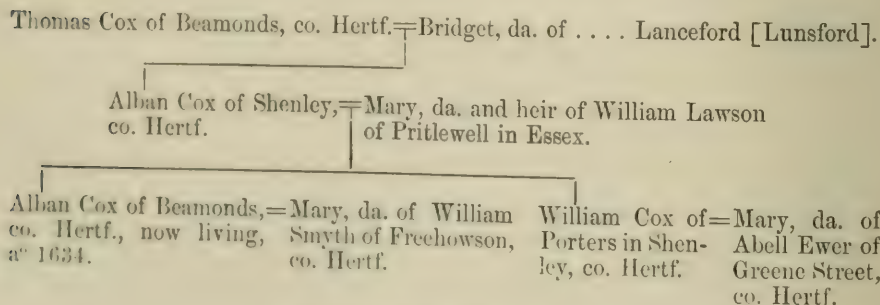 Thomas Cox of Beamonds, co. Hertf.=Bridget, da. of .... Lanceford [Lunsford].
Alban Cox of Shenley,=Mary, da. and heir of William Lawson
co. Hertf. of Pritlewell in Essex.
Alban Cox of Beamonds,=Mary, da. of William
co. Hertf., now living, Smyth of Freehowson,
a° 1634. co. Hertf.
William Cox of=Mary, da. of
Porters in Shen- Abell Ewer of
ley, co. Hertf. Greene Street,
co. Hertf.